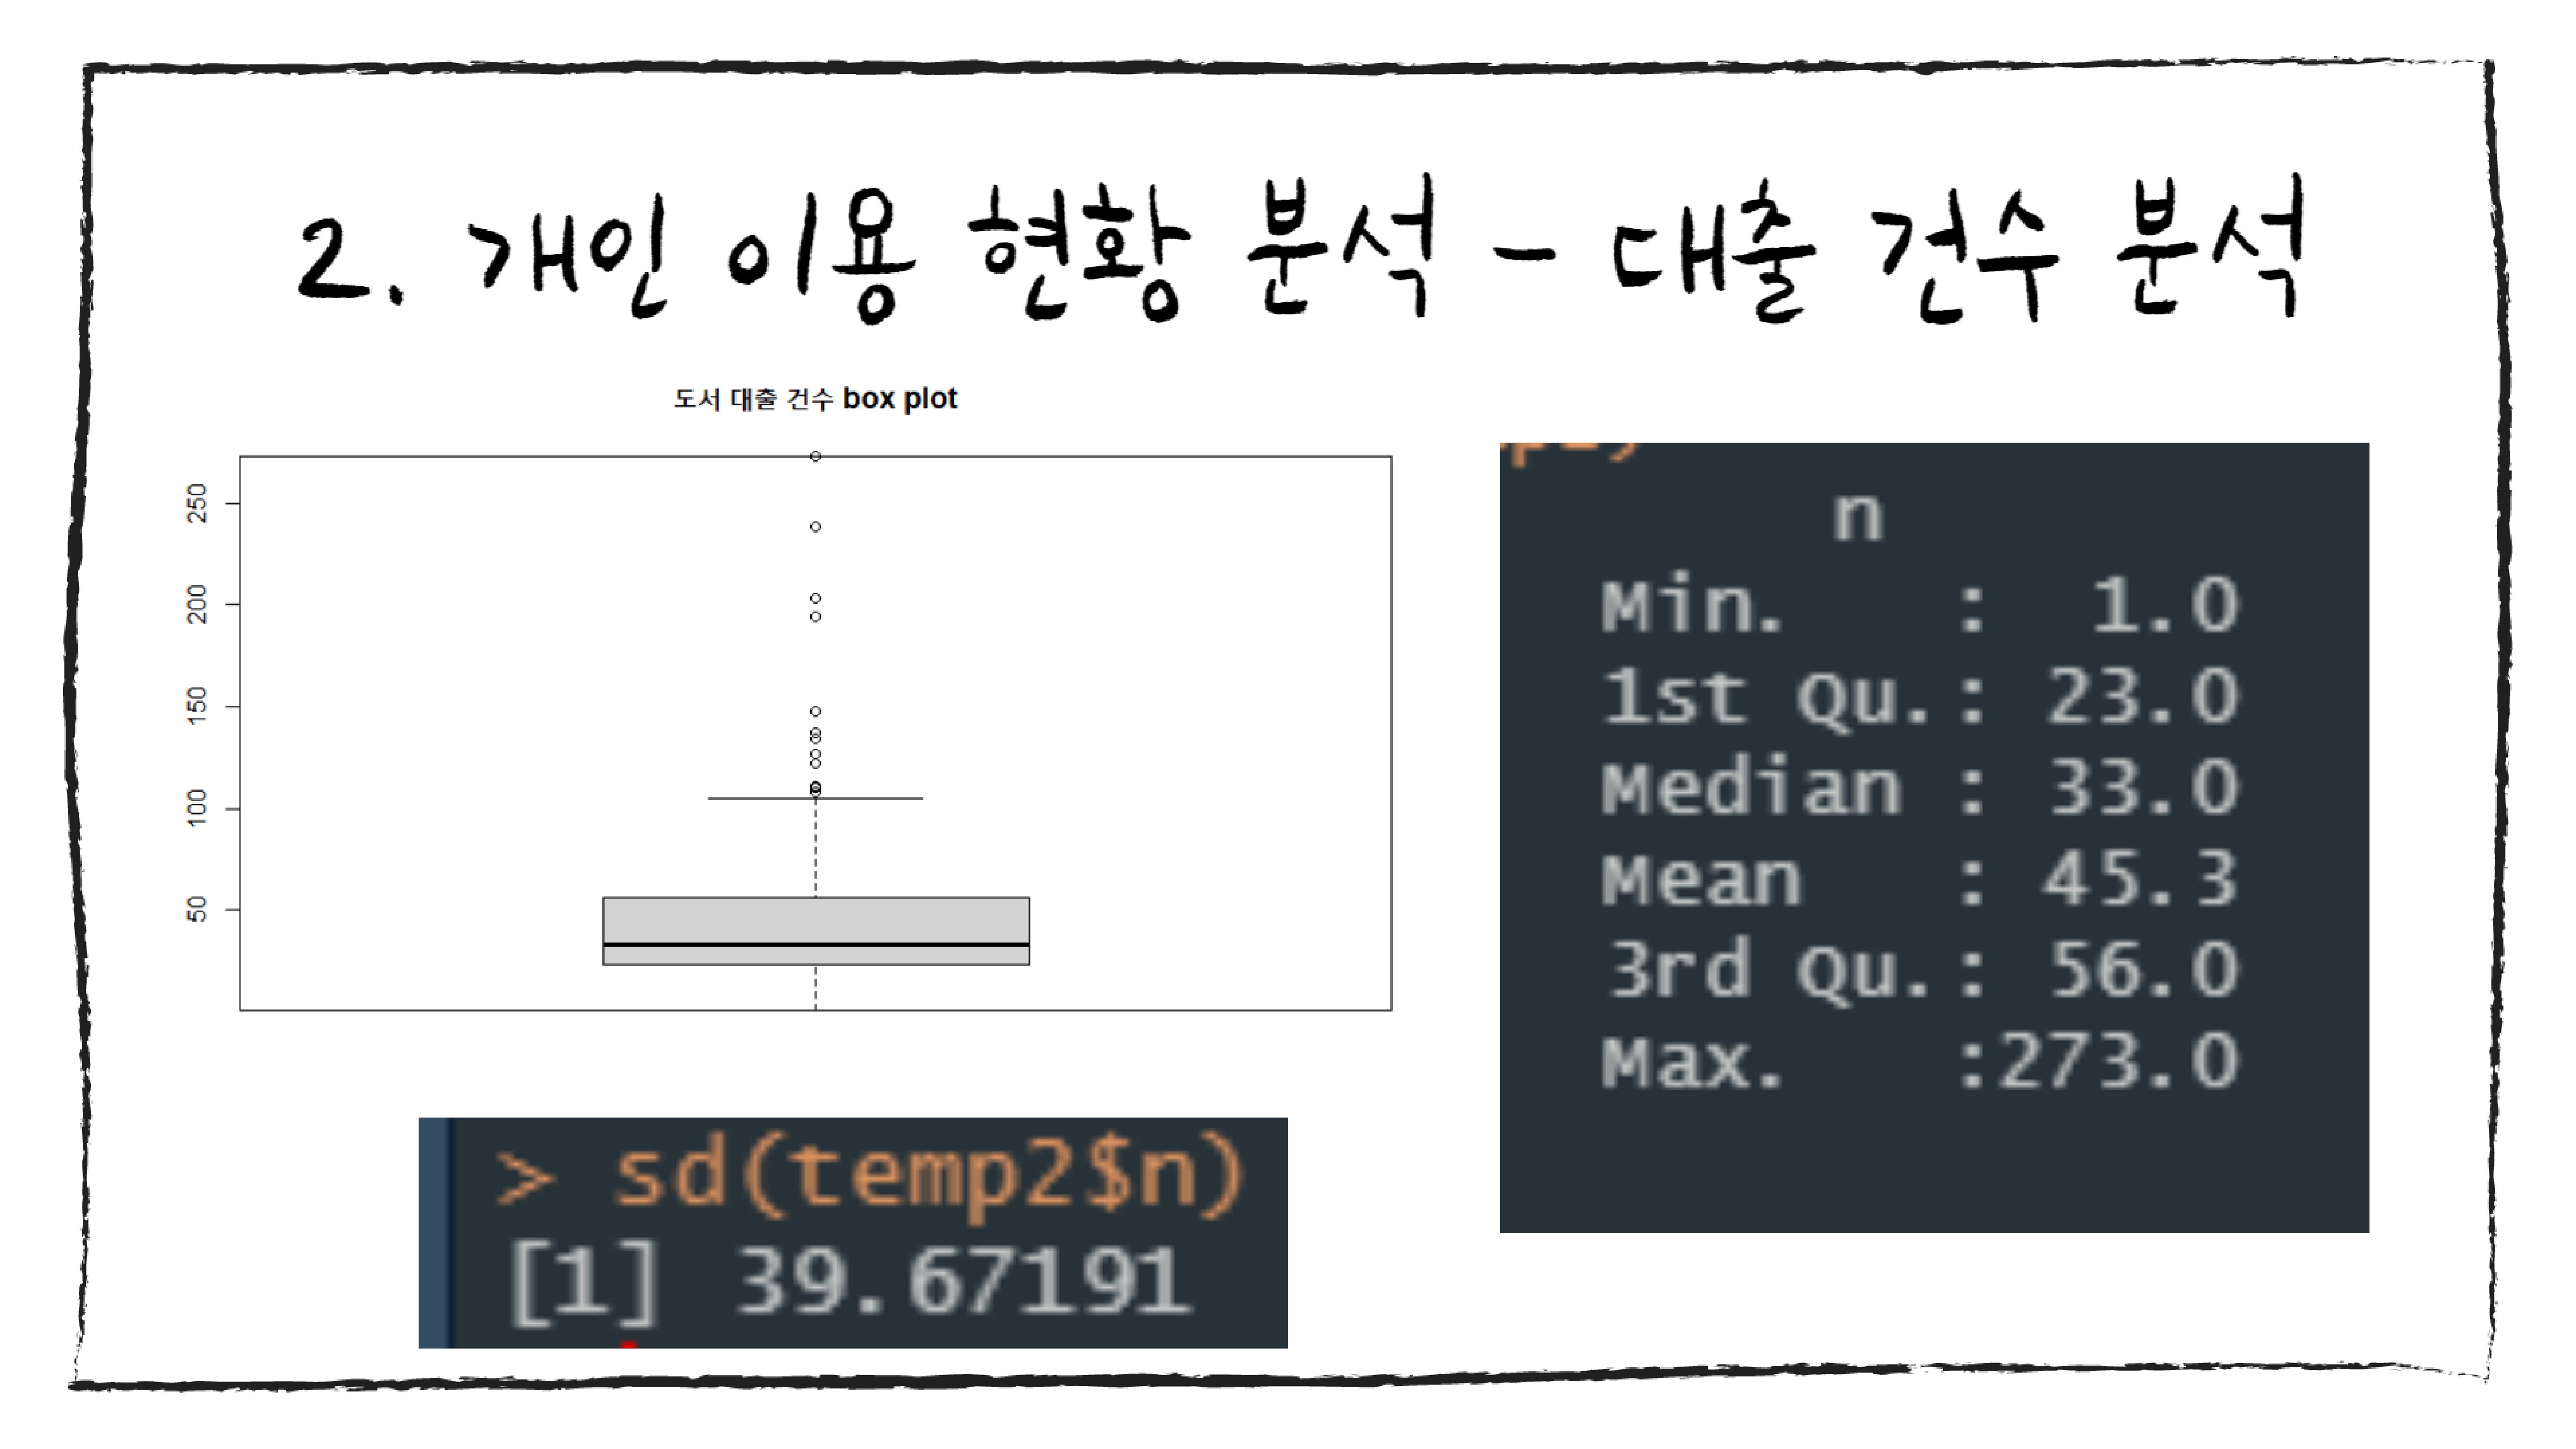 2. 개인 이용 현황 분석 - 대출 건수 분석
도서 대출 건수 box plot
250
200
150
100
50
n
Min. : 1.0
1st Qu.: 23.0
Median : 33.0
Mean : 45.3
3rd Qu.: 56.0
Max. :273.0
> sd(temp2$n)
[1] 39.67191